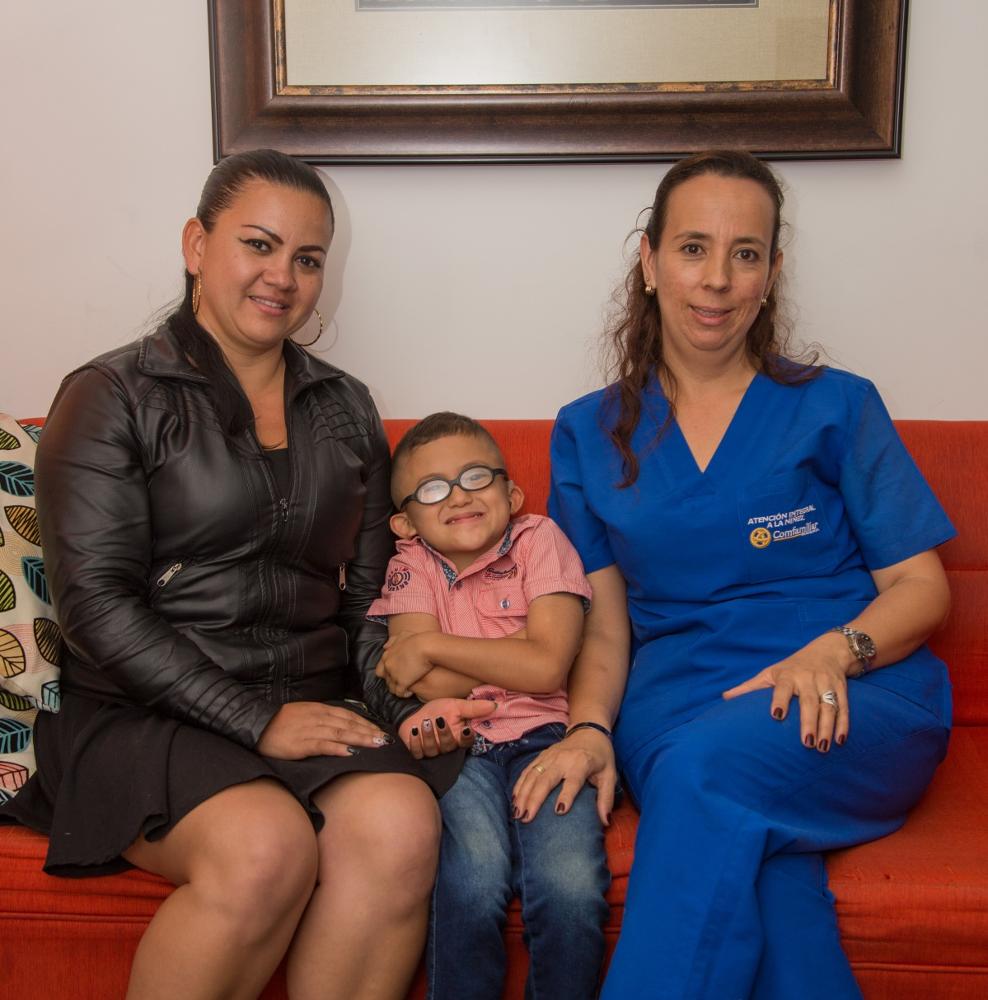 ATENCIÓN INTEGRAL
A LA NIÑEZ
Comfamiliar